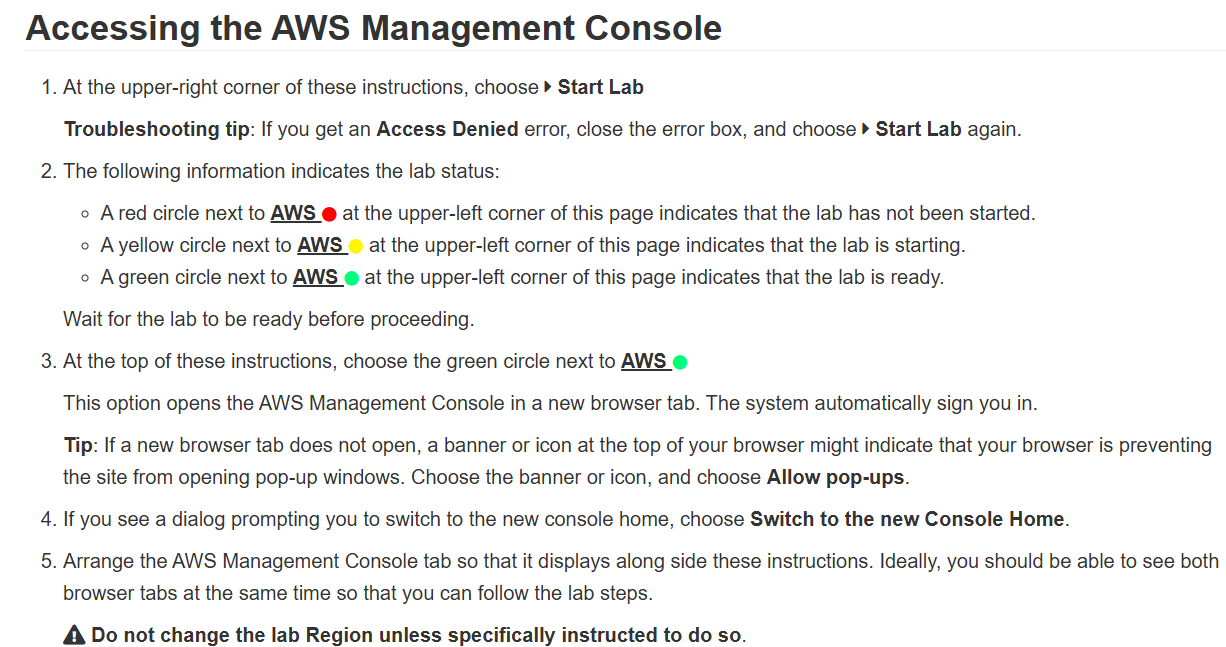 Accessing the AWS Management Console
1. At the upper-right corner of these instructions, choose Start Lab
Troubleshooting tip: If you get an Access Denied error, close the error box, and choose Start Lab again.
2. The following information indicates the lab status:
A red circle next to AWS at the upper-left corner of this page indicates that the lab has not been started.
A yellow circle next to AWS at the upper-left corner of this page indicates that the lab is starting.
A green circle next to AWS at the upper-left corner of this page indicates that the lab is ready.
Wait for the lab to be ready before proceeding.
3. At the top of these instructions, choose the green circle next to AWS
This option opens the AWS Management Console in a new browser tab. The system automatically sign you in.
Tip: If a new browser tab does not open, a banner or icon at the top of your browser might indicate that your browser is preventing
the site from opening pop-up windows. Choose the banner or icon, and choose Allow pop-ups.
4. If you see a dialog prompting you to switch to the new console home, choose Switch to the new Console Home.
5. Arrange the AWS Management Console tab so that it displays along side these instructions. Ideally, you should be able to see both
browser tabs at the same time so that you can follow the lab steps.
Do not change the lab Region unless specifically instructed to do so.